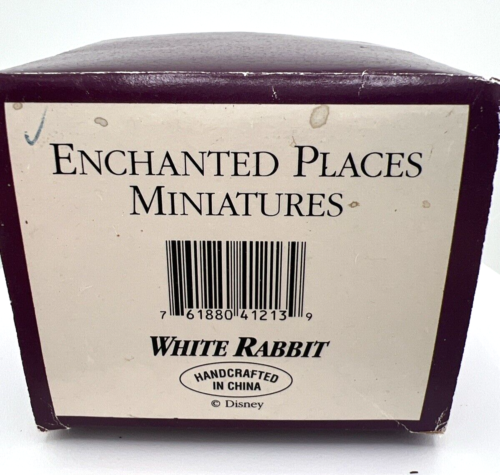 ENCHANTED PLACES
MINIATURES
7 61880 41213 9
WHITE RABBIT
HANDCRAFTED
IN CHINA
© Disney